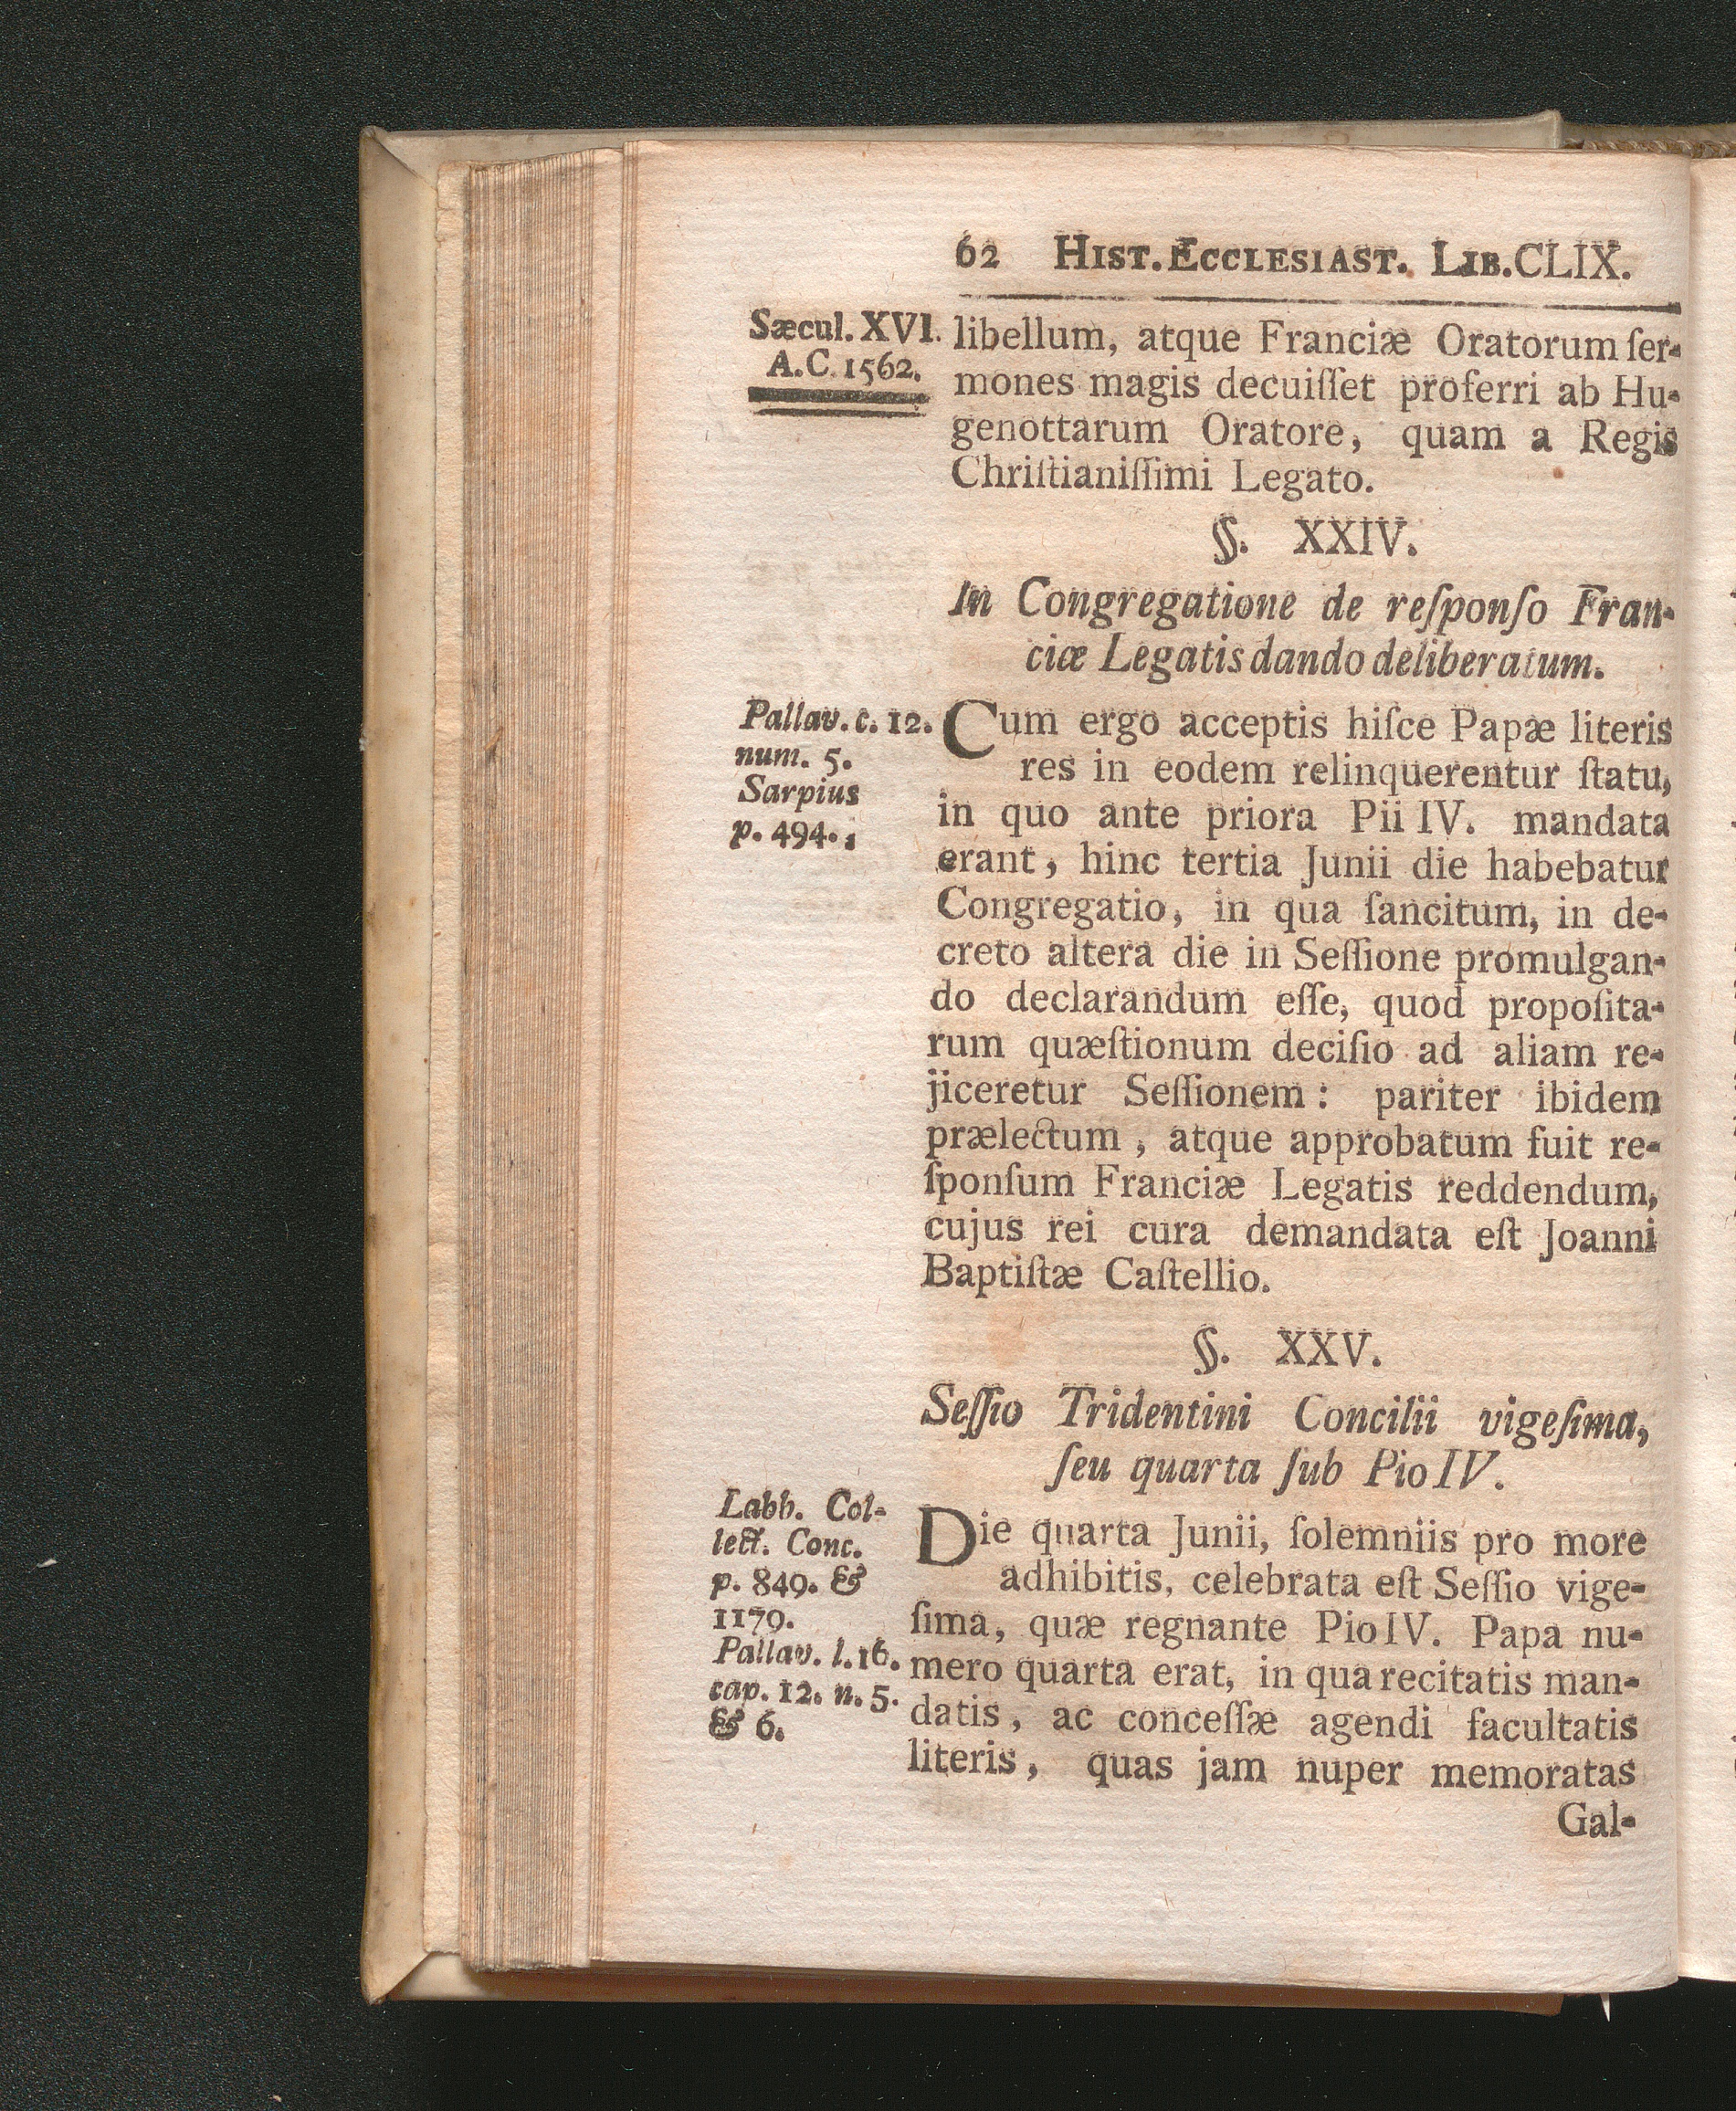 62 HIST. ECCLESIAST. LIB. CLIX.
Sæcul. XVI.
A.C. 1562.
libellum, atque Franciæ Oratorum ſer-
mones magis decuiſſet proferri ab Hu-
genottarum Oratore, quam a Regis
Chriſtianiſſimi Legato.
§. XXIV.
In Congregatione de reſponſo Fran-
ciæ Legatis dando deliberatum.
Pallav. c. 12.
num. 5.
Sarpius
p. 494.
Cum ergo acceptis hiſce Papæ literis
res in eodem relinquerentur ſtatu,
in quo ante priora Pii IV. mandata
erant, hinc tertia Junii die habebatur
Congregatio, in qua ſancitum, in de-
creto altera die in Seſſione promulgan-
do declarandum eſſe, quod propoſita-
rum quæſtionum deciſio ad aliam re-
jiceretur Seſſionem: pariter ibidem
prælectum, atque approbatum fuit re-
ſponſum Franciæ Legatis reddendum,
cujus rei cura demandata eſt Joanni
Baptiſtæ Caſtellio.
§. XXV.
Seſſio Tridentini Concilii vigeſima,
ſeu quarta ſub Pio IV.
Labb. Col-
lect. Conc.
p. 849. &
1179.
Pallav. l. 16.
cap. 12. n. 5.
& 6.
Die quarta Junii, ſolemniis pro more
adhibitis, celebrata eſt Seſſio vige-
ſima, quæ regnante Pio IV. Papa nu-
mero quarta erat, in qua recitatis man-
datis, ac conceſſæ agendi facultatis
literis, quas jam nuper memoratas
Gal-